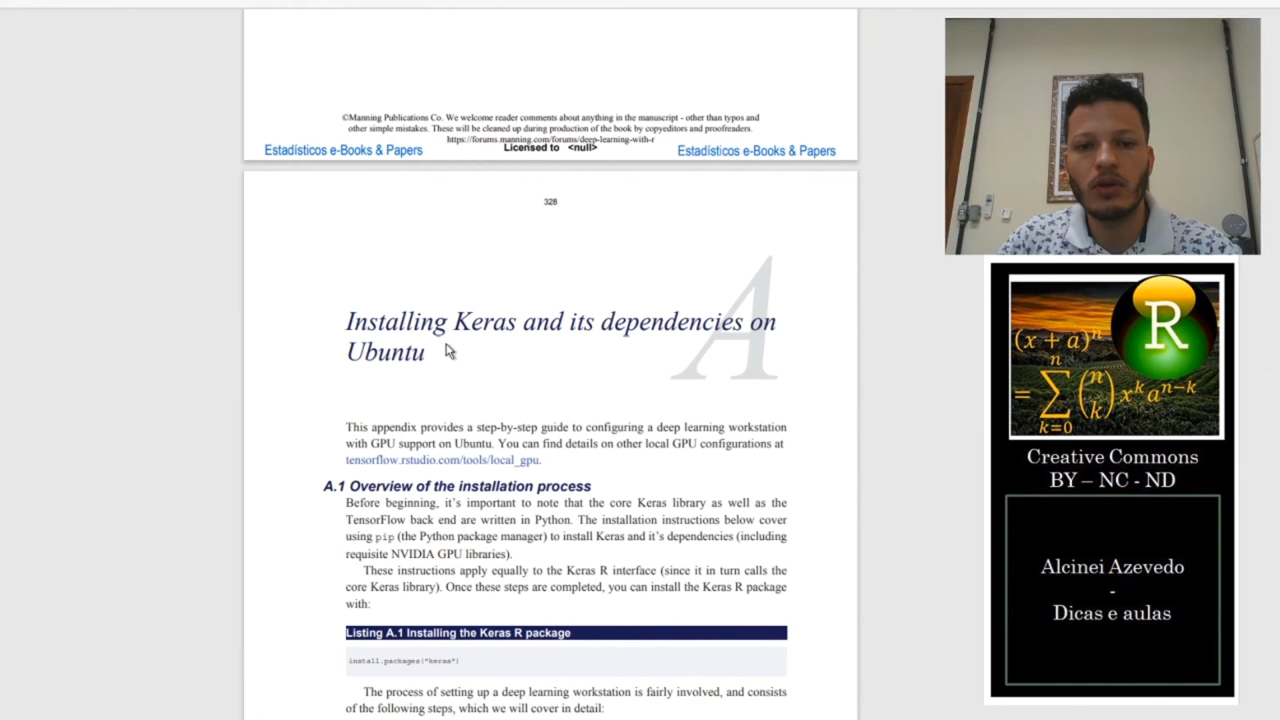 ©Manning Publications Co. We welcome reader comments about anything in the manuscript - other than typos and
other simple mistakes. These will be cleaned up during production of the book by copyeditors and proofreaders.
https://forums.manning.com/forums/deep-learning-with-r
Estadísticos e-Books & Papers
Licensed to <null>
Estadísticos e-Books & Papers
328
A
Installing Keras and its dependencies on
Ubuntu
This appendix provides a step-by-step guide to configuring a deep learning workstation
with GPU support on Ubuntu. You can find details on other local GPU configurations at
tensorflow.rstudio.com/tools/local_gpu.
A.1 Overview of the installation process
Before beginning, it's important to note that the core Keras library as well as the
TensorFlow back end are written in Python. The installation instructions below cover
using pip (the Python package manager) to install Keras and it's dependencies (including
requisite NVIDIA GPU libraries).
These instructions apply equally to the Keras R interface (since it in turn calls the
core Keras library). Once these steps are completed, you can install the Keras R package
with:
Listing A.1 Installing the Keras R package
install.packages("keras")
The process of setting up a deep learning workstation is fairly involved, and consists
of the following steps, which we will cover in detail:
R
(x + a)^n
= ∑_{k=0}^{n} (n k) x^k a^{n-k}
Creative Commons
BY – NC - ND
Alcinei Azevedo
-
Dicas e aulas